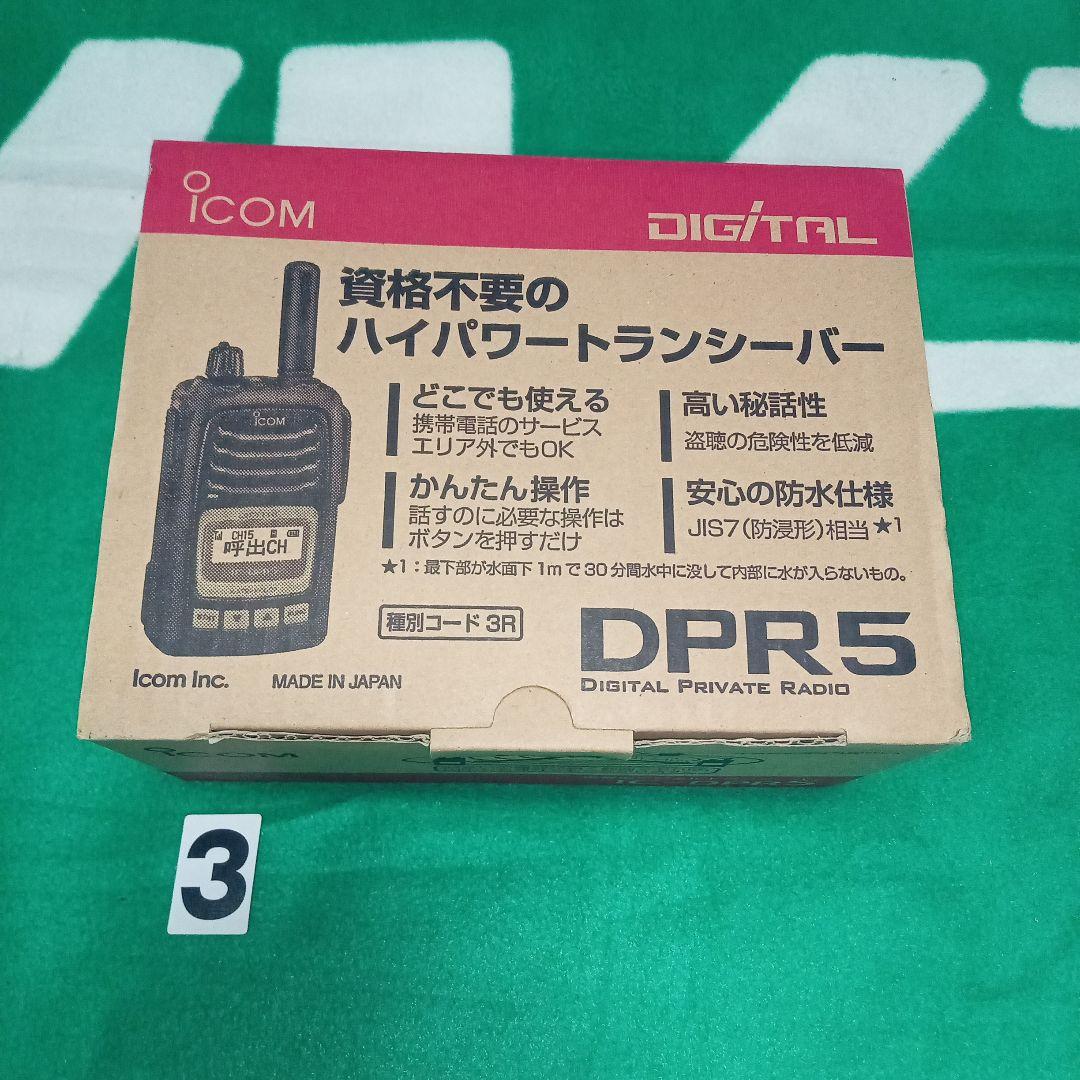 iCOM
DIGITAL
資格不要の
ハイパワートランシーバー
どこでも使える
携帯電話のサービス
エリア外でもOK
高い秘話性
盗聴の危険性を低減
かんたん操作
話すのに必要な操作は
ボタンを押すだけ
安心の防水仕様
JIS7（防浸形）相当★1
★1：最下部が水面下1mで30分間水中に没して内部に水が入らないもの。
iCOM
CH15
呼出CH
種別コード 3R
DPR5
DIGITAL PRIVATE RADIO
Icom Inc.
MADE IN JAPAN
iCOM
3